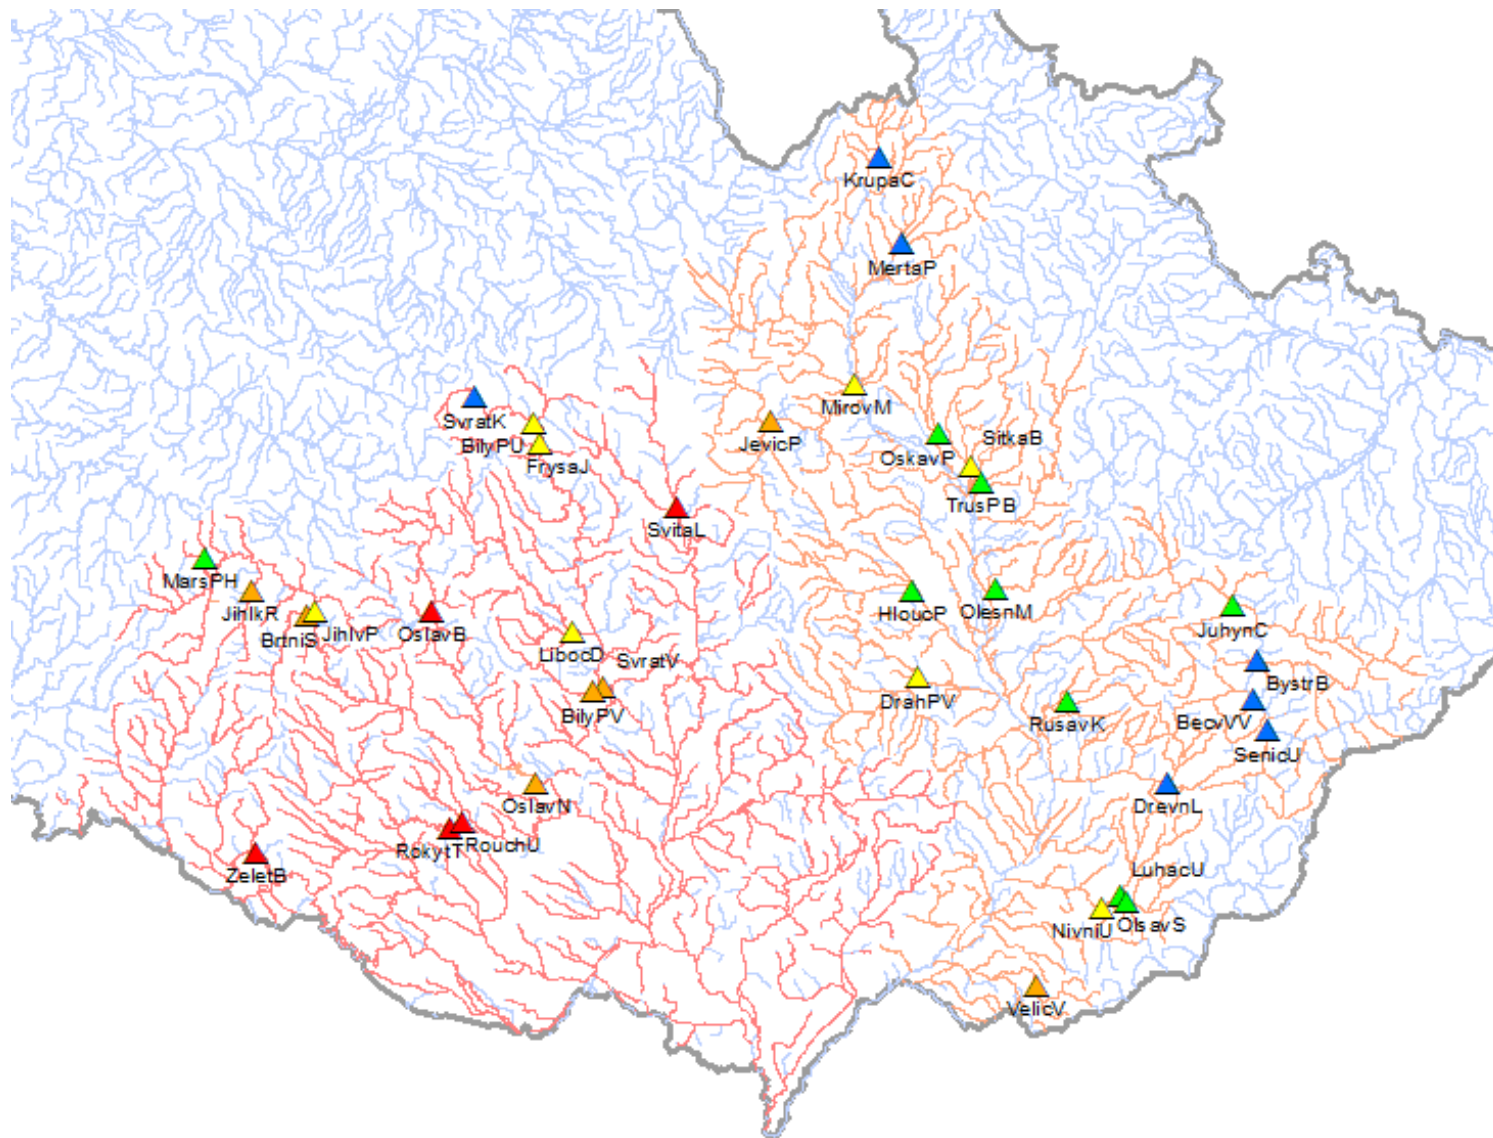 KrupaC
MertaP
MirovM
SvratK
JevicP
SitkaB
BilyPU
OskavP
FrysaJ
TrusPB
SvitaL
MarsPH
JihlkR
HloucP
OlesnM
JuhynC
BrtniS
JihlvP
OslavB
LibocD
SvratV
BystrB
DrahPV
BilyPV
RusavK
BecvVV
SenicU
OslavN
DrevnL
RokytT
RouchU
ZeletB
LuhacU
NivniU
OlsavS
VelicV